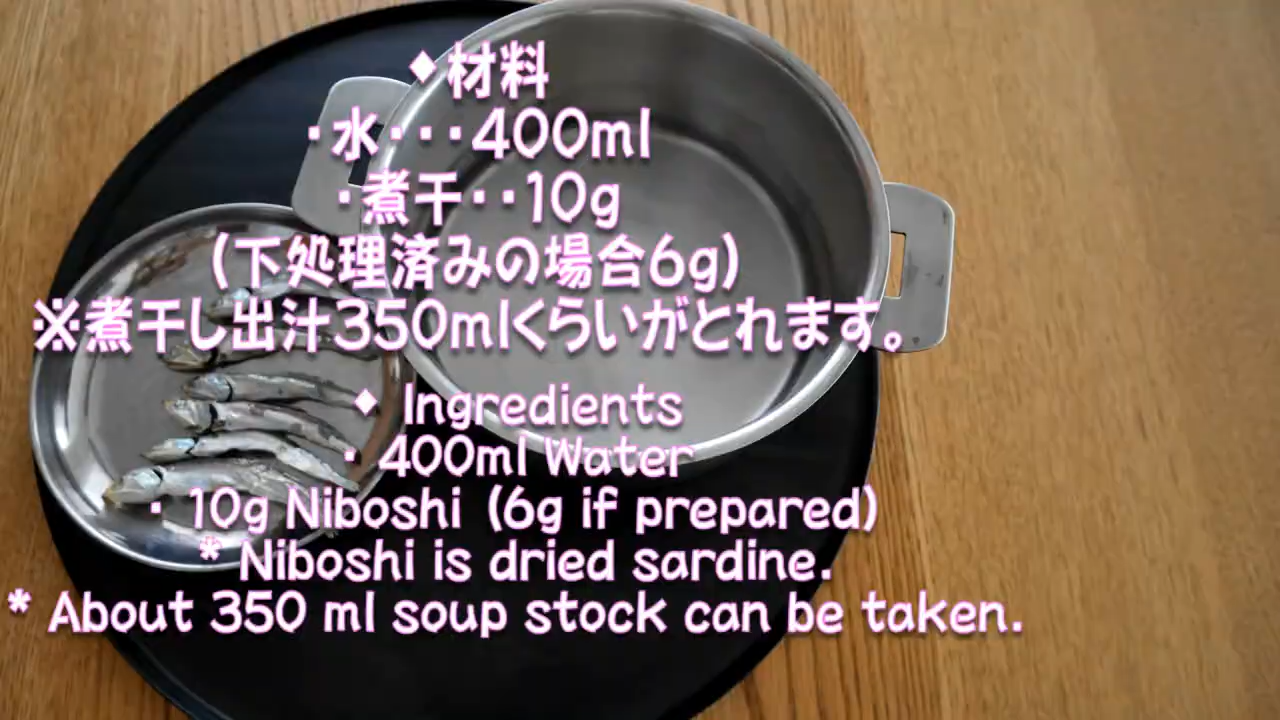 ◆材料
・水・・・400ml
・煮干・・10g
（下処理済みの場合6g）
※煮干し出汁350mlくらいがとれます。
◆ Ingredients
・ 400ml Water
・ 10g Niboshi (6g if prepared)
* Niboshi is dried sardine.
* About 350 ml soup stock can be taken.